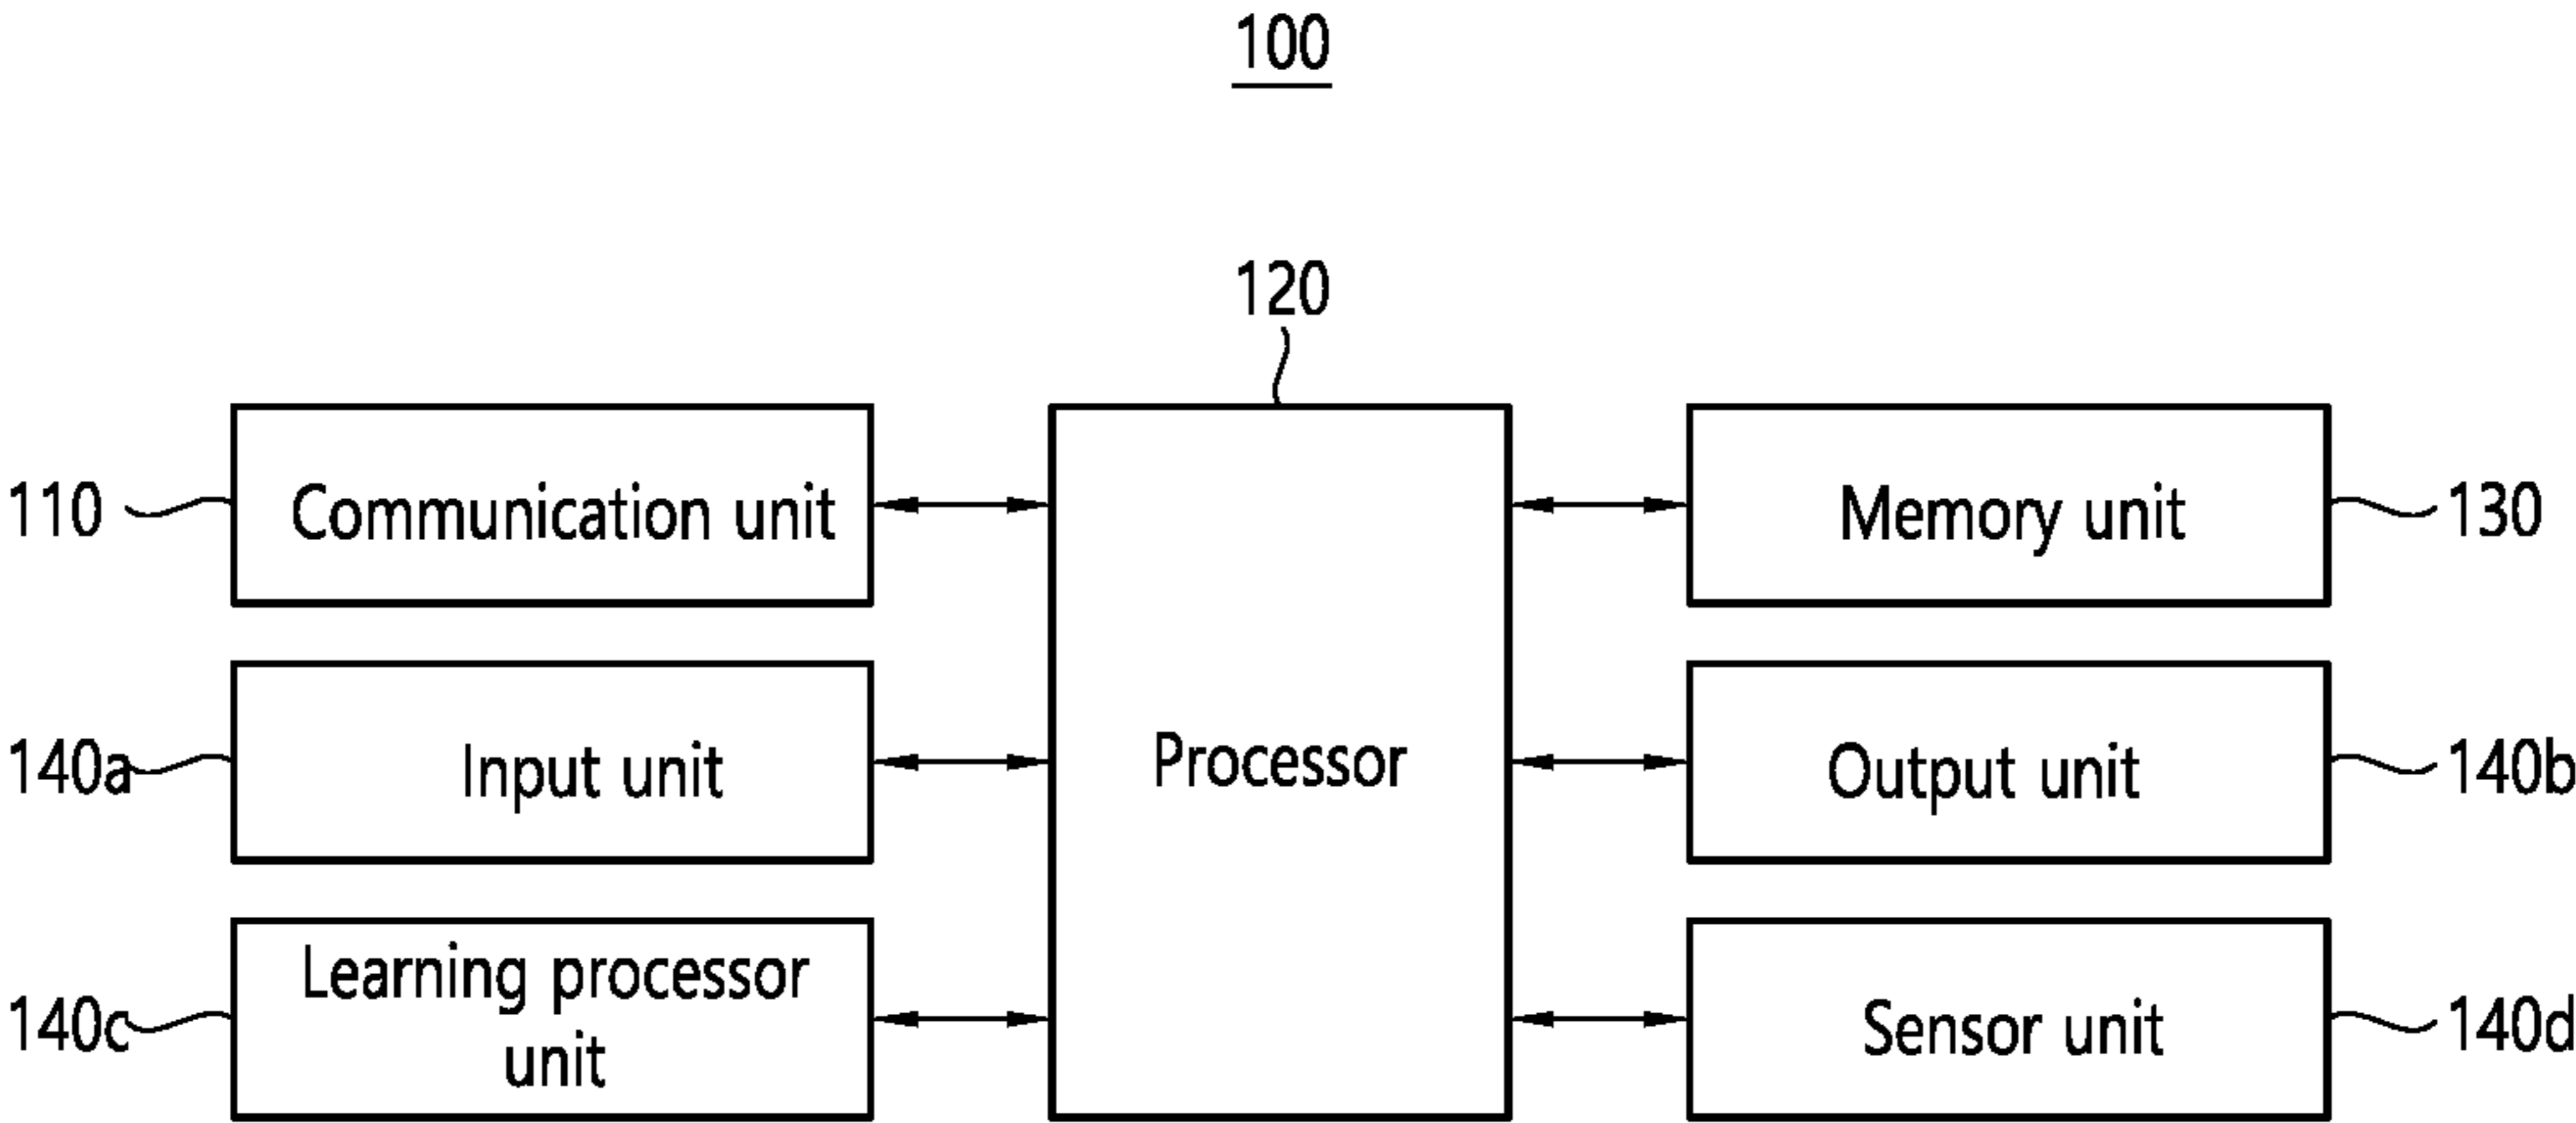 100
120
110
Communication unit
Memory unit
130
140a
Input unit
Processor
Output unit
140b
140c
Learning processor
unit
Sensor unit
140d